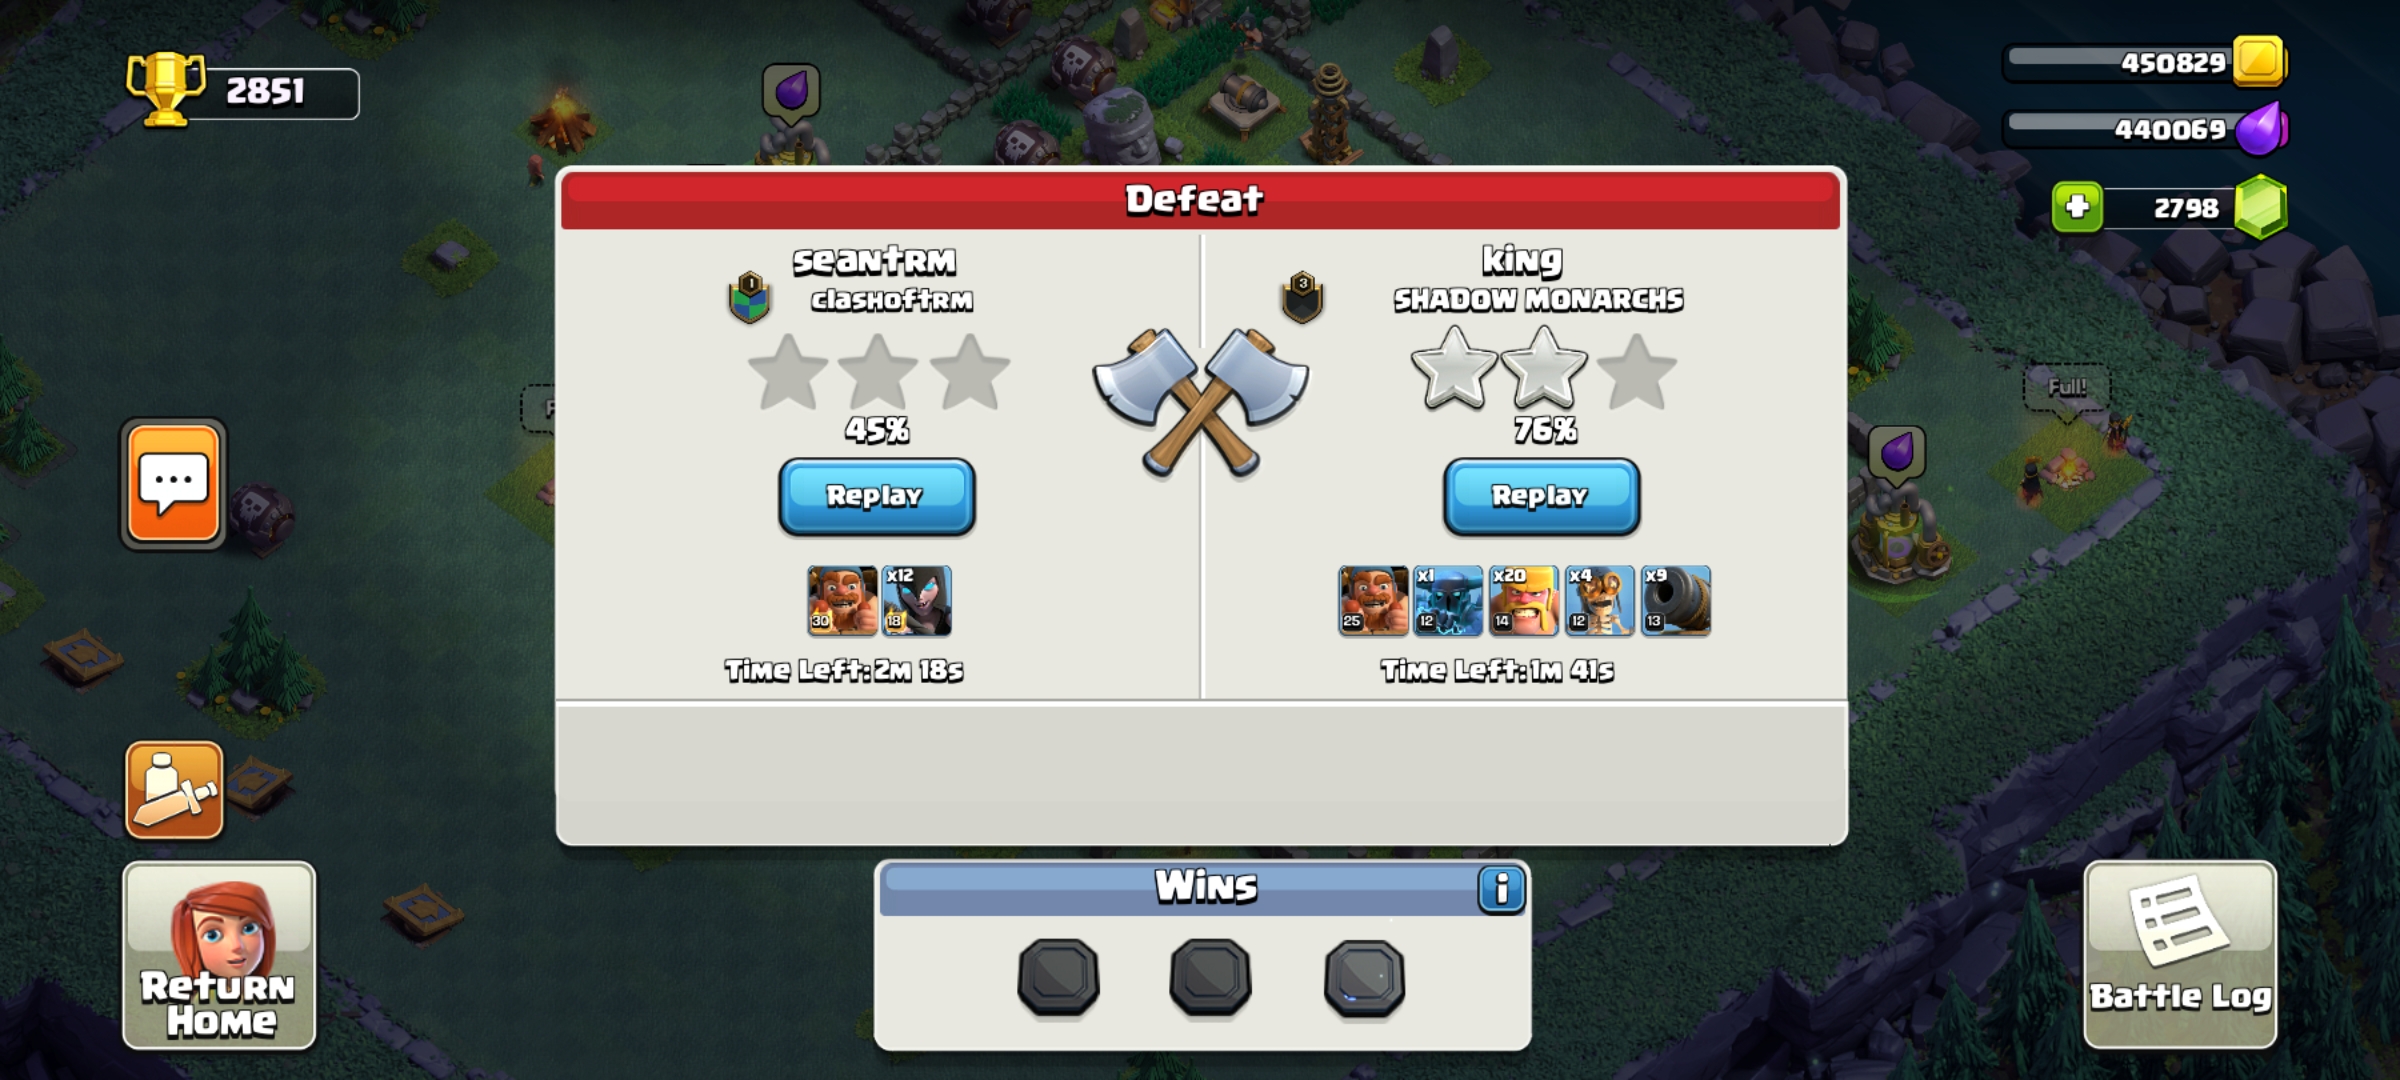 2851
450829
440069
2798
Defeat
seantrm
clashoftrm
1
45%
Replay
30
x12
18
Time Left:2m 18s
king
SHADOW MONARCHS
3
76%
Replay
25
x1
12
x20
14
x4
12
x9
13
Time Left:1m 41s
Full!
Wins
i
Return
Home
Battle Log